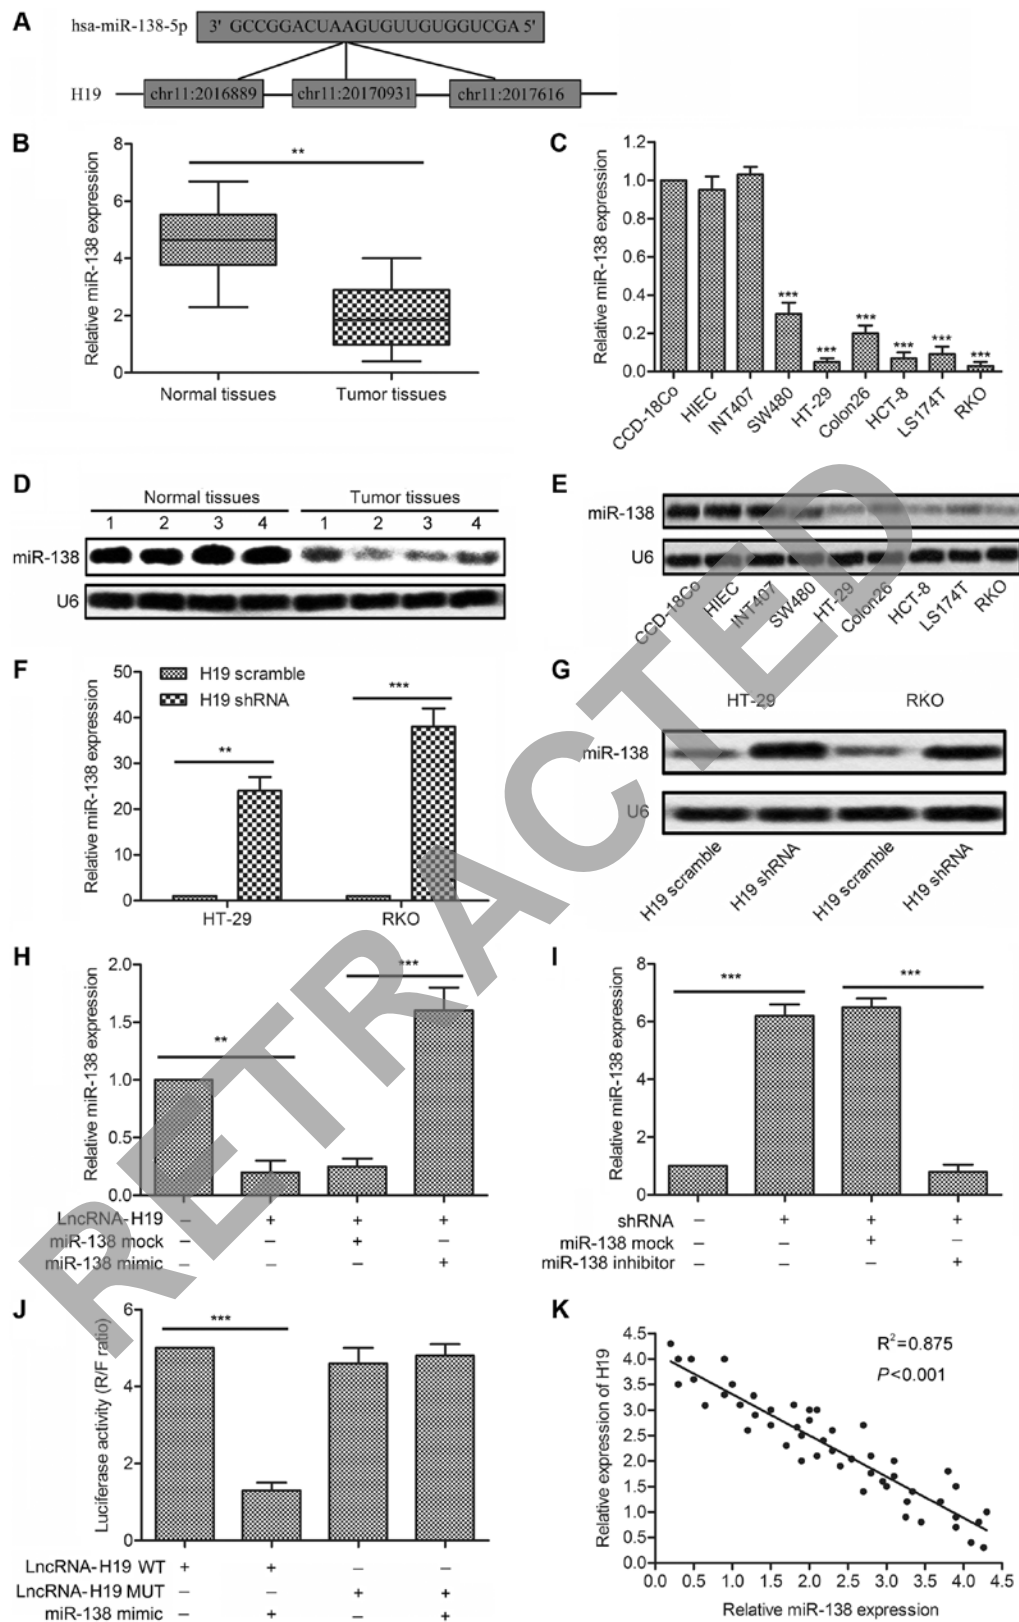 A
hsa-miR-138-5p
3' GCCGGACUAAGUGUUGUGGUCGA 5'
H19
chr11:2016889
chr11:20170931
chr11:2017616
B
Relative miR-138 expression
8
6
4
2
0
**
Normal tissues
Tumor tissues
C
Relative miR-138 expression
1.2
1.0
0.8
0.6
0.4
0.2
0.0
***
***
***
***
***
***
CCD-18Co
HIEC
INT407
SW480
HT-29
Colon26
HCT-8
LS174T
RKO
D
Normal tissues
Tumor tissues
1 2 3 4 1 2 3 4
miR-138
U6
E
miR-138
U6
CCD-18Co
HIEC
INT407
SW480
HT-29
Colon26
HCT-8
LS174T
RKO
F
Relative miR-138 expression
50
40
30
20
10
0
H19 scramble
H19 shRNA
**
***
HT-29
RKO
G
HT-29
RKO
miR-138
U6
H19 scramble
H19 shRNA
H19 scramble
H19 shRNA
H
Relative miR-138 expression
2.0
1.5
1.0
0.5
0.0
**
***
LncRNA-H19 – + + +
miR-138 mock – – + –
miR-138 mimic – – – +
I
Relative miR-138 expression
8
6
4
2
0
***
***
shRNA – + + +
miR-138 mock – – + –
miR-138 inhibitor – – – +
J
Luciferase activity (R/F ratio)
6
4
2
0
***
LncRNA-H19 WT + + – –
LncRNA-H19 MUT – – + +
miR-138 mimic – + – +
K
Relative expression of H19
4.5
4.0
3.5
3.0
2.5
2.0
1.5
1.0
0.5
0.0
R²=0.875
P<0.001
0.0 0.5 1.0 1.5 2.0 2.5 3.0 3.5 4.0 4.5
Relative miR-138 expression
RETRACTED